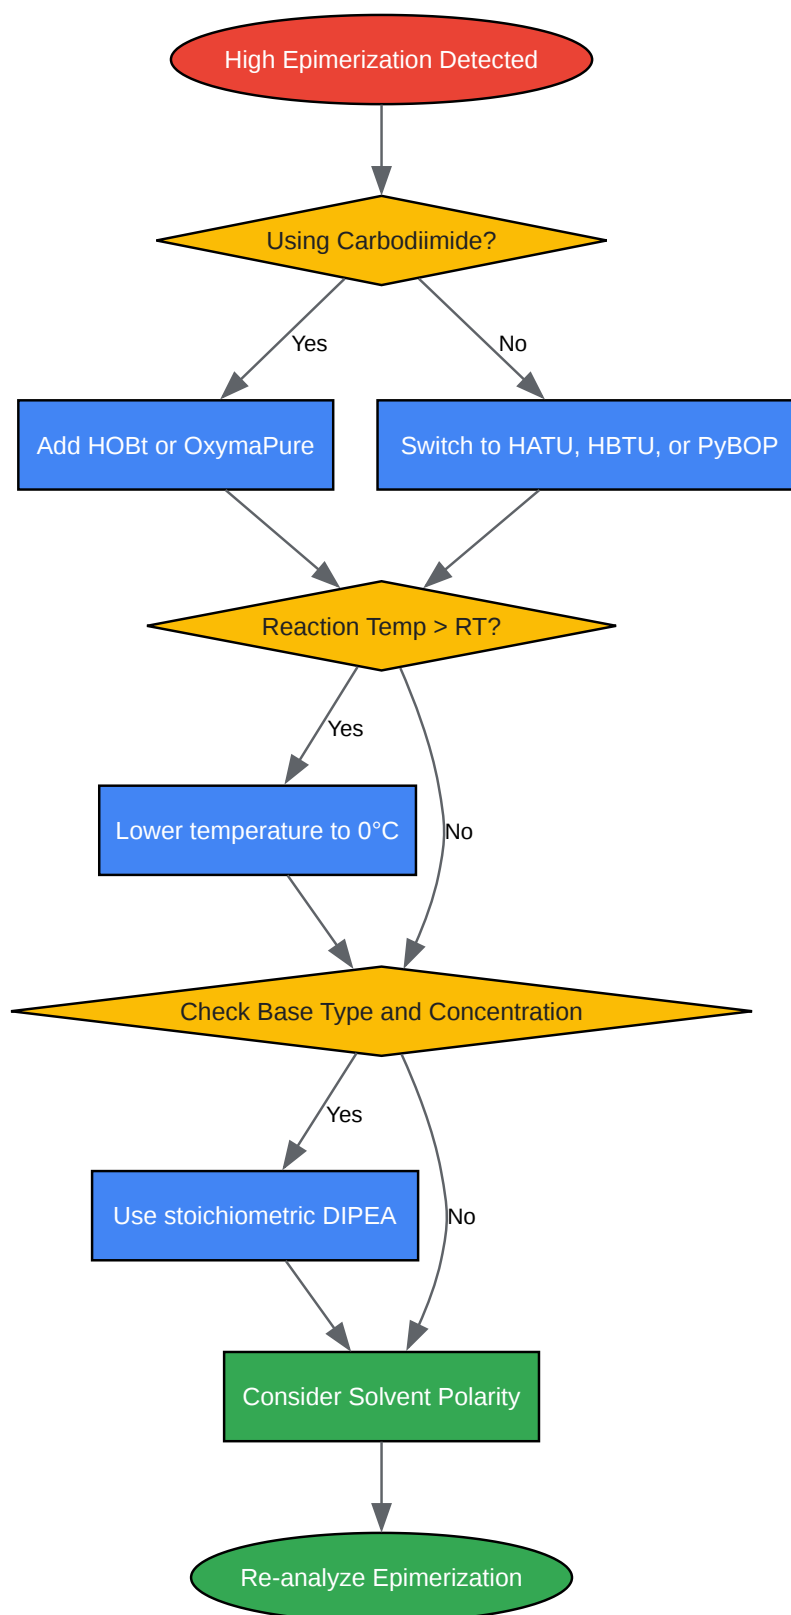 High Epimerization Detected
Using Carbodiimide?
Yes
No
Add HOBt or OxymaPure
Switch to HATU, HBTU, or PyBOP
Reaction Temp > RT?
Yes
Lower temperature to 0°C
No
Check Base Type and Concentration
Yes
Use stoichiometric DIPEA
No
Consider Solvent Polarity
Re-analyze Epimerization